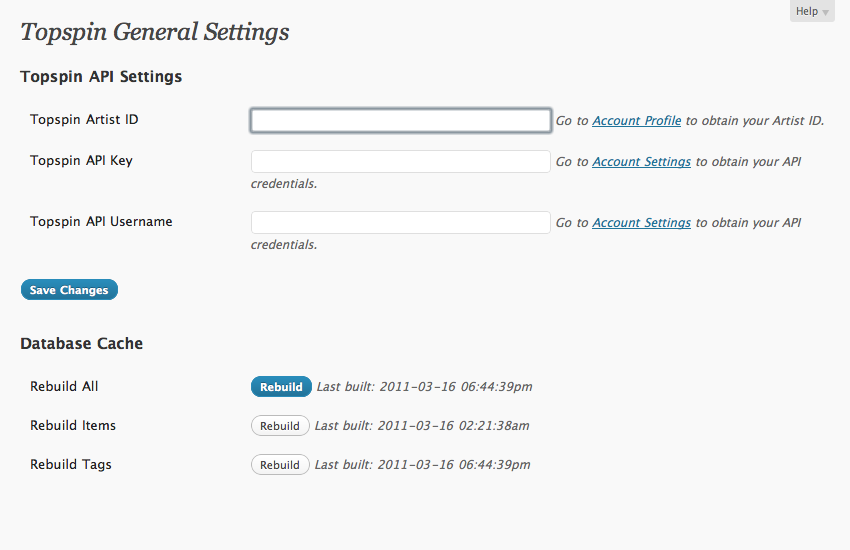 Help
Topspin General Settings
Topspin API Settings
Topspin Artist ID Go to Account Profile to obtain your Artist ID.
Topspin API Key Go to Account Settings to obtain your API
credentials.
Topspin API Username Go to Account Settings to obtain your API
credentials.
Save Changes
Database Cache
Rebuild All Rebuild Last built: 2011-03-16 06:44:39pm
Rebuild Items Rebuild Last built: 2011-03-16 02:21:38am
Rebuild Tags Rebuild Last built: 2011-03-16 06:44:39pm